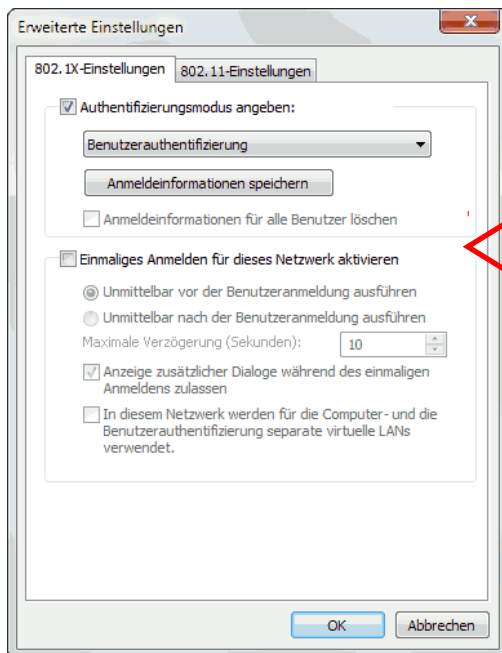 Erweiterte Einstellungen
802.1X-Einstellungen 802.11-Einstellungen
Authentifizierungsmodus angeben:
Benutzerauthentifizierung
Anmeldeinformationen speichern
Anmeldeinformationen für alle Benutzer löschen
Einmaliges Anmelden für dieses Netzwerk aktivieren
Unmittelbar vor der Benutzeranmeldung ausführen
Unmittelbar nach der Benutzeranmeldung ausführen
Maximale Verzögerung (Sekunden): 10
Anzeige zusätzlicher Dialoge während des einmaligen
Anmeldens zulassen
In diesem Netzwerk werden für die Computer- und die
Benutzerauthentifizierung separate virtuelle LANs
verwendet.
OK Abbrechen